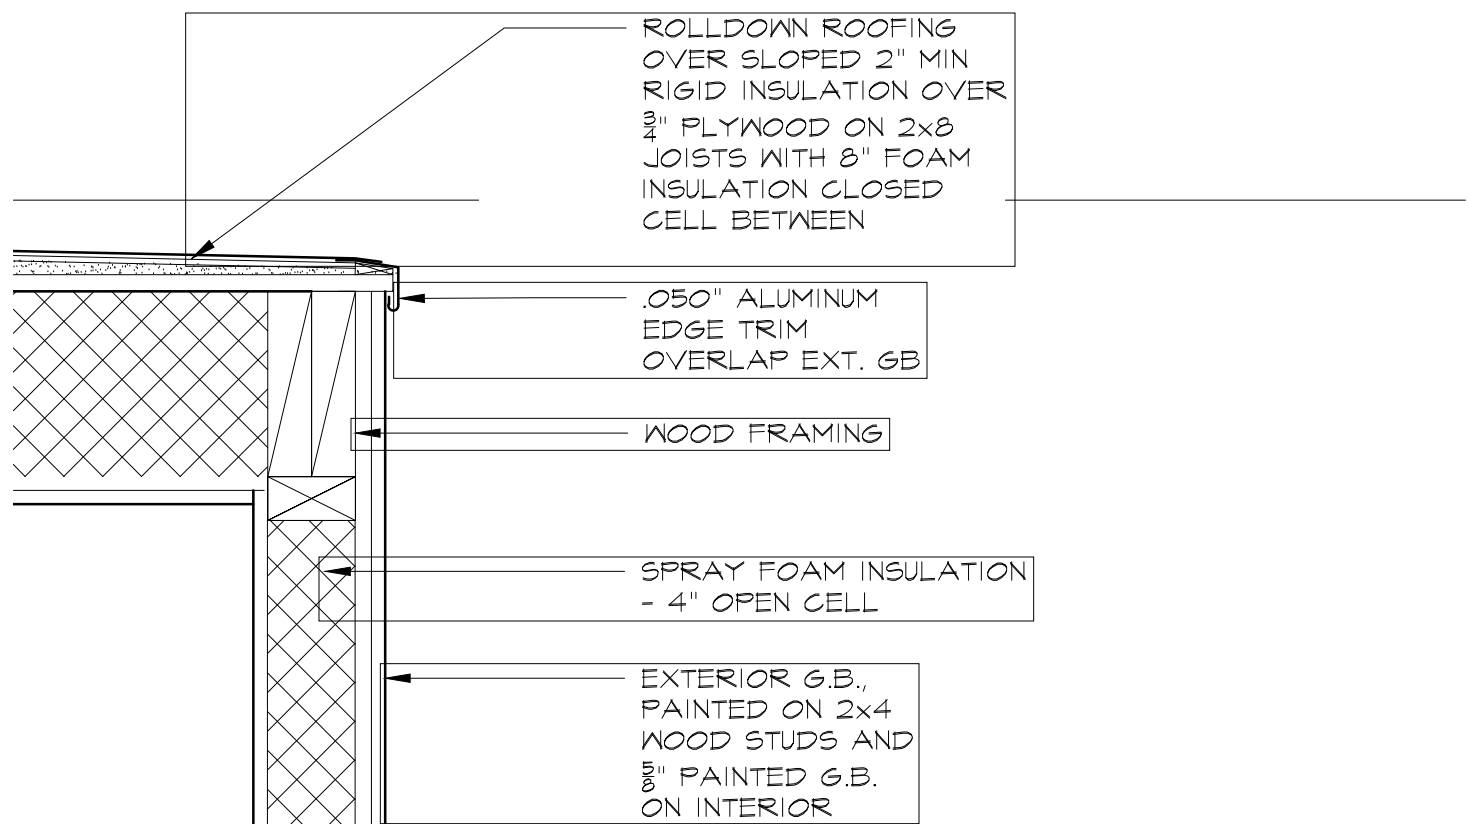 ROLLDOWN ROOFING
OVER SLOPED 2" MIN
RIGID INSULATION OVER
3/4" PLYWOOD ON 2x8
JOISTS WITH 8" FOAM
INSULATION CLOSED
CELL BETWEEN
.050" ALUMINUM
EDGE TRIM
OVERLAP EXT. GB
WOOD FRAMING
SPRAY FOAM INSULATION
- 4" OPEN CELL
EXTERIOR G.B.,
PAINTED ON 2x4
WOOD STUDS AND
5/8" PAINTED G.B.
ON INTERIOR